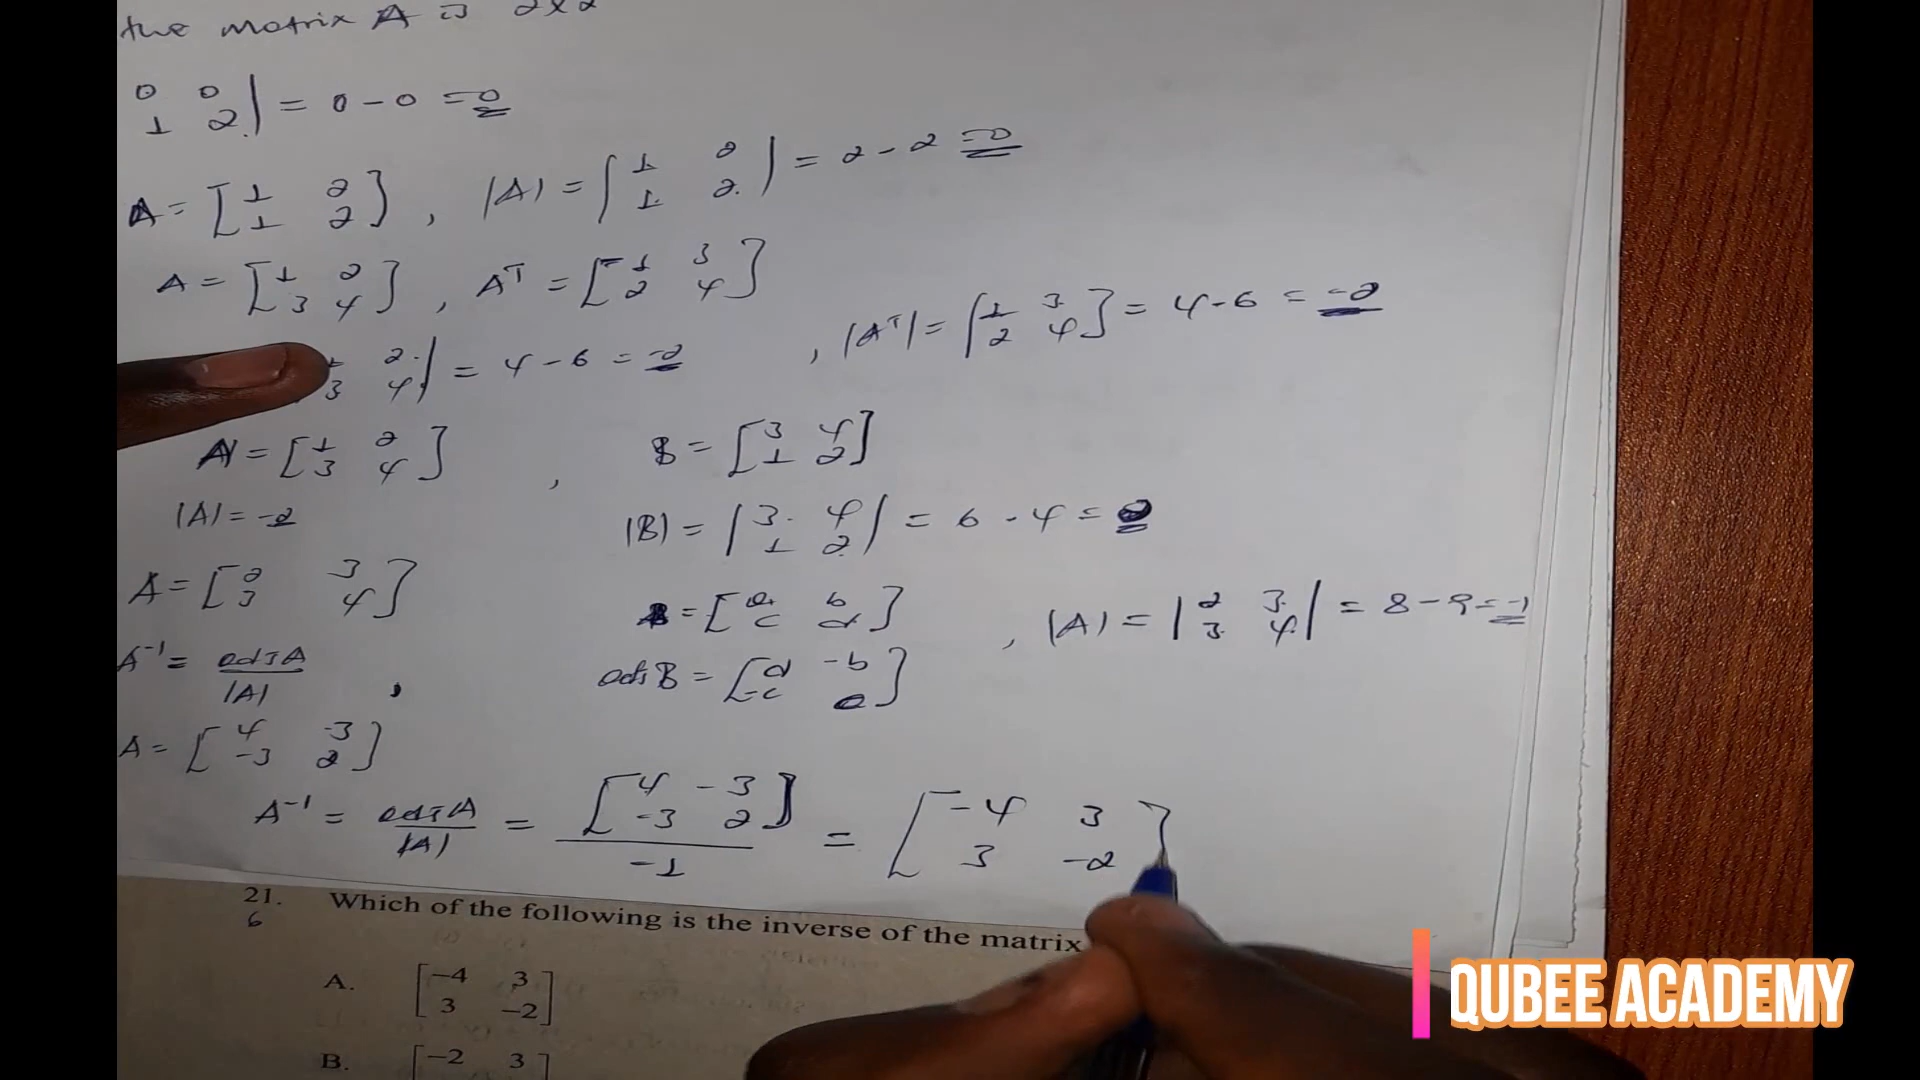 the matrix A is 2x2
0 0
1 2 | = 0 - 0 = 0
A = [1 2 1 2], |A| = |1 2 1 2| = 2 - 2 = 0
A = [1 2 3 4], Aᵀ = [1 3 2 4]
, |Aᵀ| = |1 3 2 4] = 4 - 6 = -2
2
3 4 | = 4 - 6 = -2
A = [1 2 3 4], B = [3 4 1 2]
|A| = -2
|B| = |3 4 1 2| = 6 - 4 = 2
A = [2 3 3 4]
B = [a b c d], |A| = |2 3 3 4| = 8 - 9 = -1
A⁻¹ = adjA / |A| , adjB = [d -b -c a]
A = [4 -3 -3 2]
A⁻¹ = adjA / |A| = [4 -3 -3 2] / -1 = [-4 3 3 -2]
21. Which of the following is the inverse of the matrix
6
A. [-4 3 3 -2]
B. [-2 3]
QUBEE ACADEMY